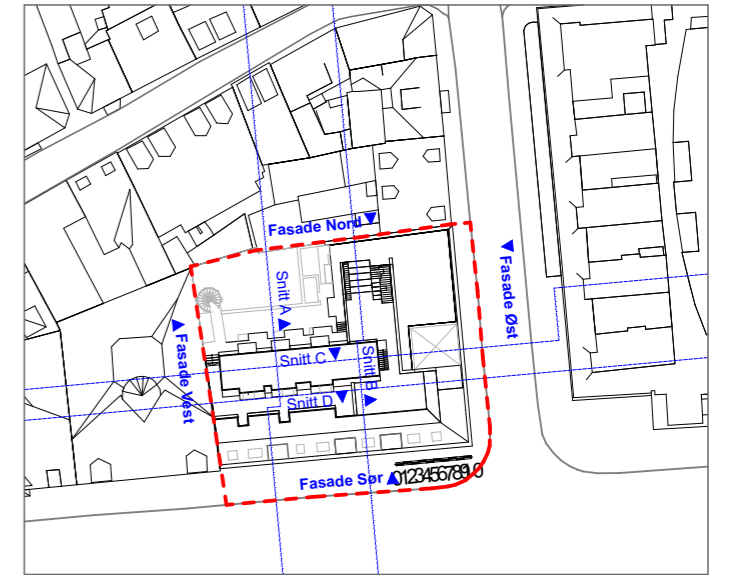 Fasade Nord
Fasade Øst
Snitt A
Fasade Vest
Snitt C
Snitt B
Snitt D
Fasade Sør
012345678910